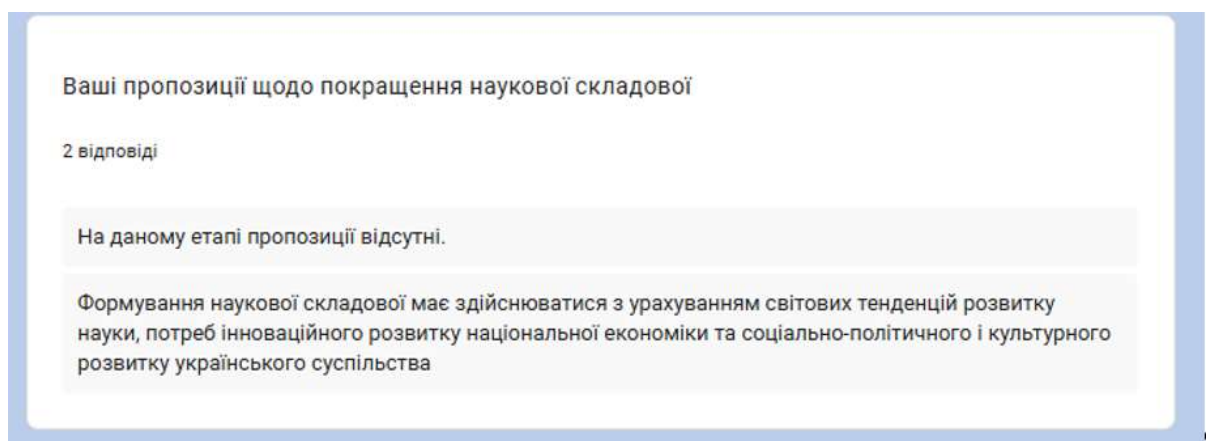 Ваші пропозиції щодо покращення наукової складової
2 відповіді
На даному етапі пропозиції відсутні.
Формування наукової складової має здійснюватися з урахуванням світових тенденцій розвитку
науки, потреб інноваційного розвитку національної економіки та соціально-політичного і культурного
розвитку українського суспільства